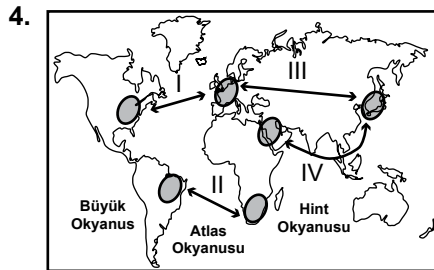 4.
I
III
II
IV
Büyük
Okyanus
Atlas
Okyanusu
Hint
Okyanusu